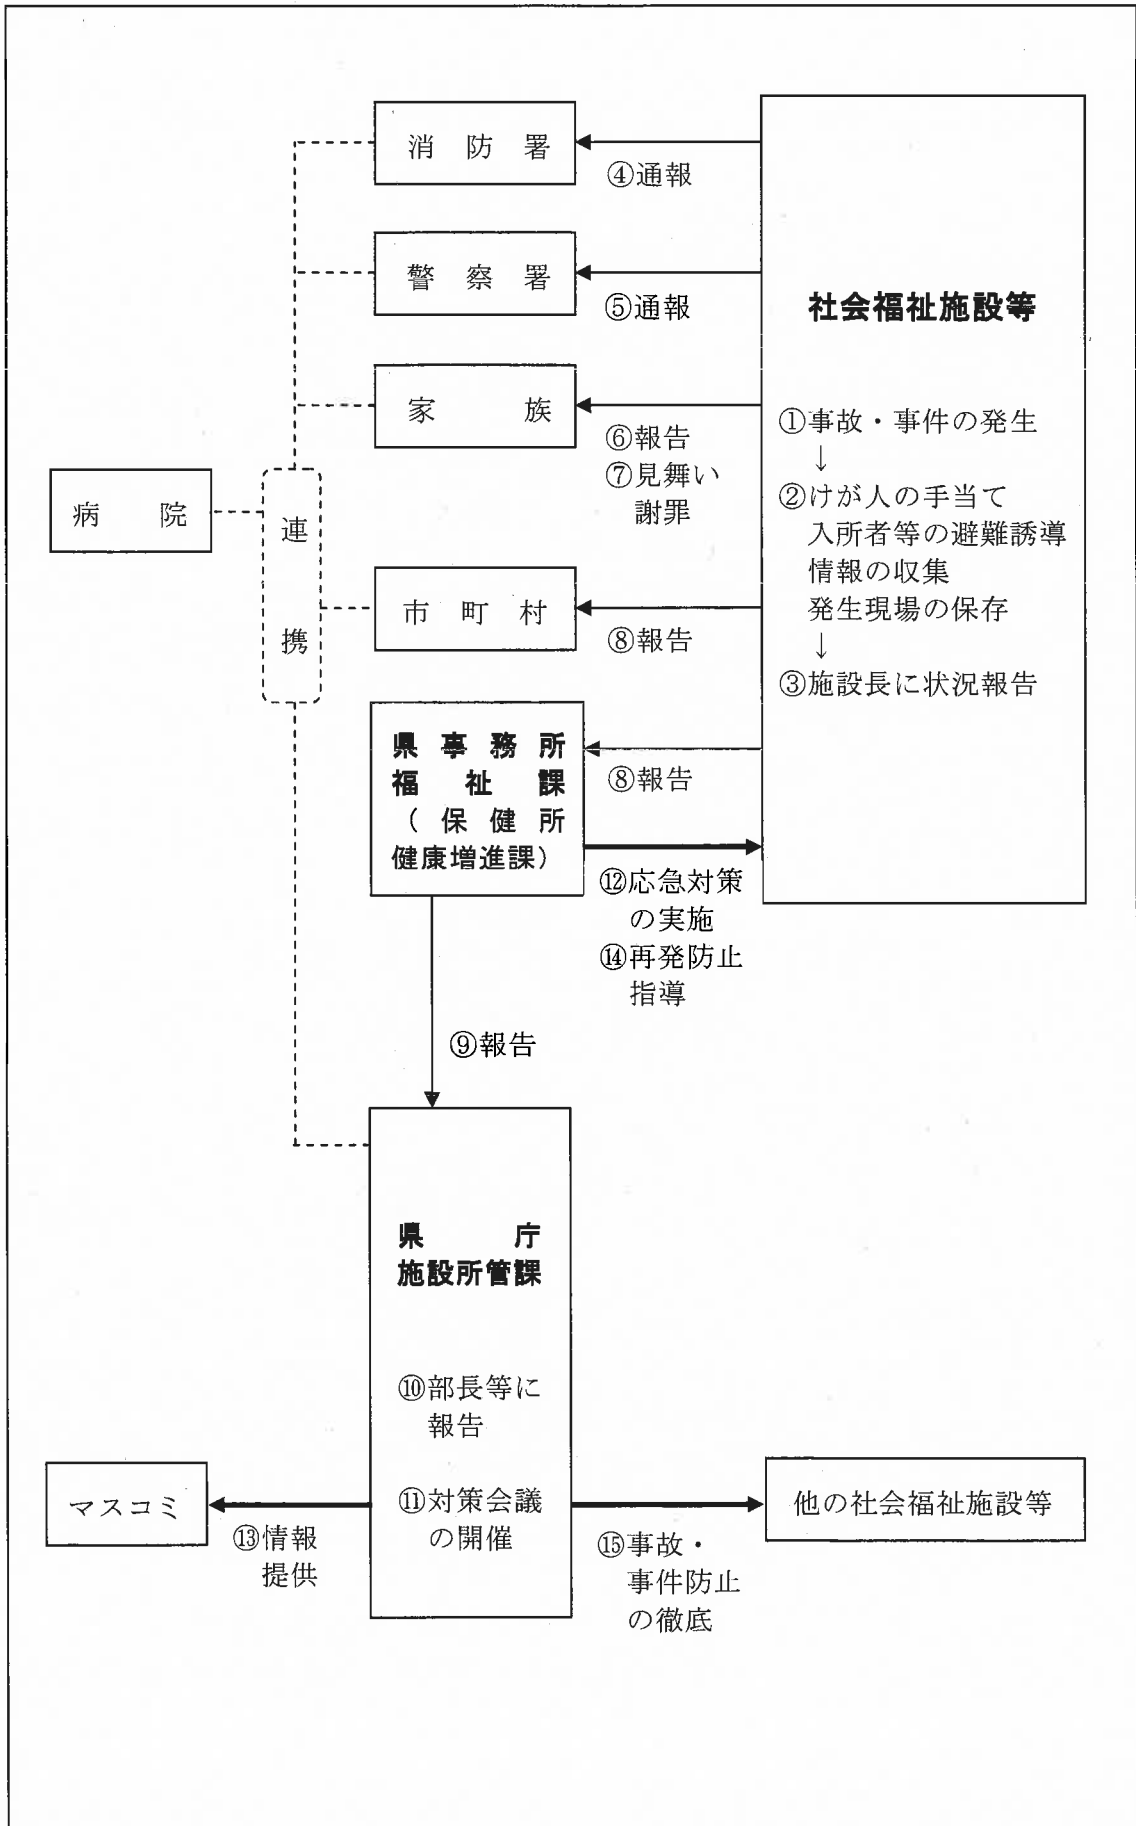 消防署
④通報
警察署
⑤通報
家族
⑥報告
⑦見舞い
謝罪
病院
連携
市町村
⑧報告
社会福祉施設等
①事故・事件の発生
↓
②けが人の手当て
入所者等の避難誘導
情報の収集
発生現場の保存
↓
③施設長に状況報告
県事務所
福祉課
（保健所
健康増進課）
⑧報告
⑫応急対策
の実施
⑭再発防止
指導
⑨報告
県庁
施設所管課
⑩部長等に
報告
⑪対策会議
の開催
マスコミ
⑬情報
提供
⑮事故・
事件防止
の徹底
他の社会福祉施設等